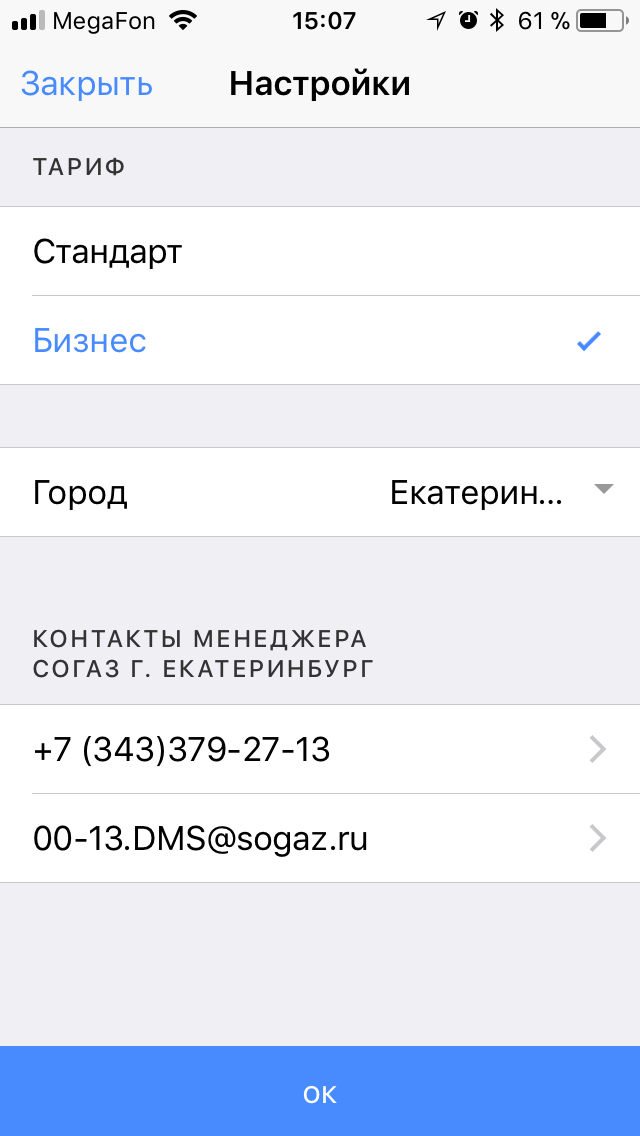 MegaFon 15:07 61 %
Закрыть Настройки
ТАРИФ
Стандарт
Бизнес
Город Екатерин...
КОНТАКТЫ МЕНЕДЖЕРА
СОГАЗ Г. ЕКАТЕРИНБУРГ
+7 (343)379-27-13
00-13.DMS@sogaz.ru
ОК